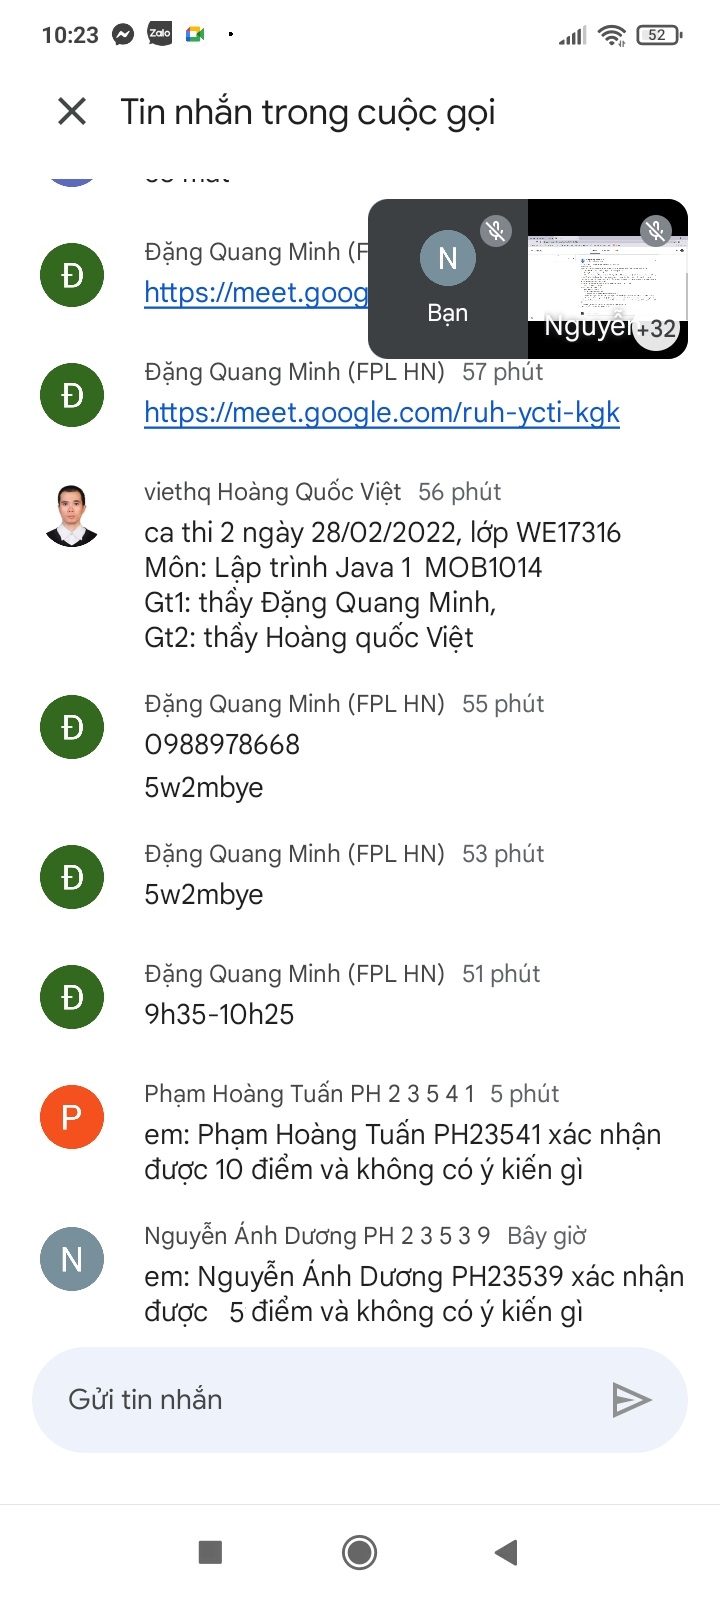 10:23
Zalo
52
Tin nhắn trong cuộc gọi
Đặng Quang Minh (F
https://meet.goog
N
Bạn
Nguyễn
+32
Đ
Đặng Quang Minh (FPL HN) 57 phút
https://meet.google.com/ruh-ycti-kgk
Đ
viethq Hoàng Quốc Việt 56 phút
ca thi 2 ngày 28/02/2022, lớp WE17316
Môn: Lập trình Java 1 MOB1014
Gt1: thầy Đặng Quang Minh,
Gt2: thầy Hoàng quốc Việt
Đặng Quang Minh (FPL HN) 55 phút
Đ
0988978668
5w2mbye
Đặng Quang Minh (FPL HN) 53 phút
Đ
5w2mbye
Đặng Quang Minh (FPL HN) 51 phút
Đ
9h35-10h25
Phạm Hoàng Tuấn PH 2 3 5 4 1 5 phút
P
em: Phạm Hoàng Tuấn PH23541 xác nhận
được 10 điểm và không có ý kiến gì
Nguyễn Ánh Dương PH 2 3 5 3 9 Bây giờ
N
em: Nguyễn Ánh Dương PH23539 xác nhận
được 5 điểm và không có ý kiến gì
Gửi tin nhắn